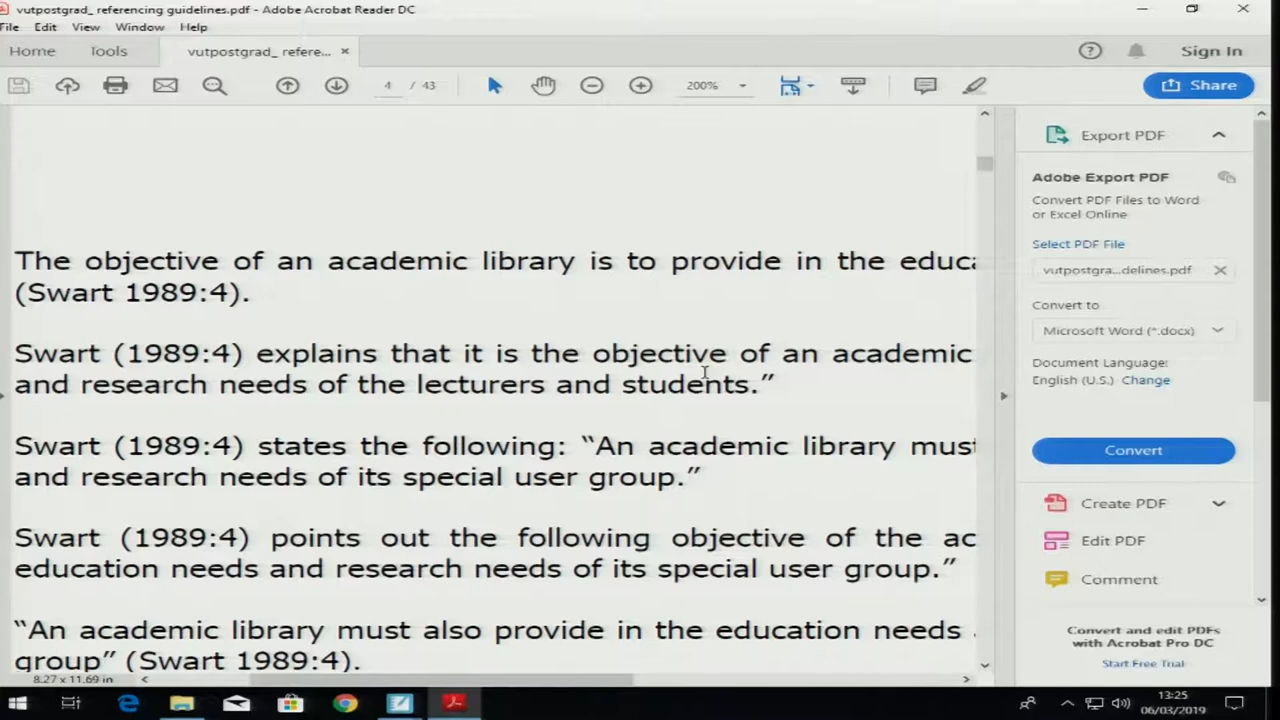 vutpostgrad_ referencing guidelines.pdf - Adobe Acrobat Reader DC
File Edit View Window Help
Home Tools vutpostgrad_ refere... × Sign In
4 / 43 200% Share
The objective of an academic library is to provide in the educa
(Swart 1989:4).
Swart (1989:4) explains that it is the objective of an academic
and research needs of the lecturers and students.”
Swart (1989:4) states the following: “An academic library must
and research needs of its special user group.”
Swart (1989:4) points out the following objective of the ac
education needs and research needs of its special user group.”
“An academic library must also provide in the education needs
group” (Swart 1989:4).
8.27 x 11.69 in
Export PDF
Adobe Export PDF
Convert PDF Files to Word
or Excel Online
Select PDF File
vutpostgra...delines.pdf ×
Convert to
Microsoft Word (*.docx)
Document Language:
English (U.S.) Change
Convert
Create PDF
Edit PDF
Comment
Convert and edit PDFs
with Acrobat Pro DC
Start Free Trial
13:25
06/03/2019